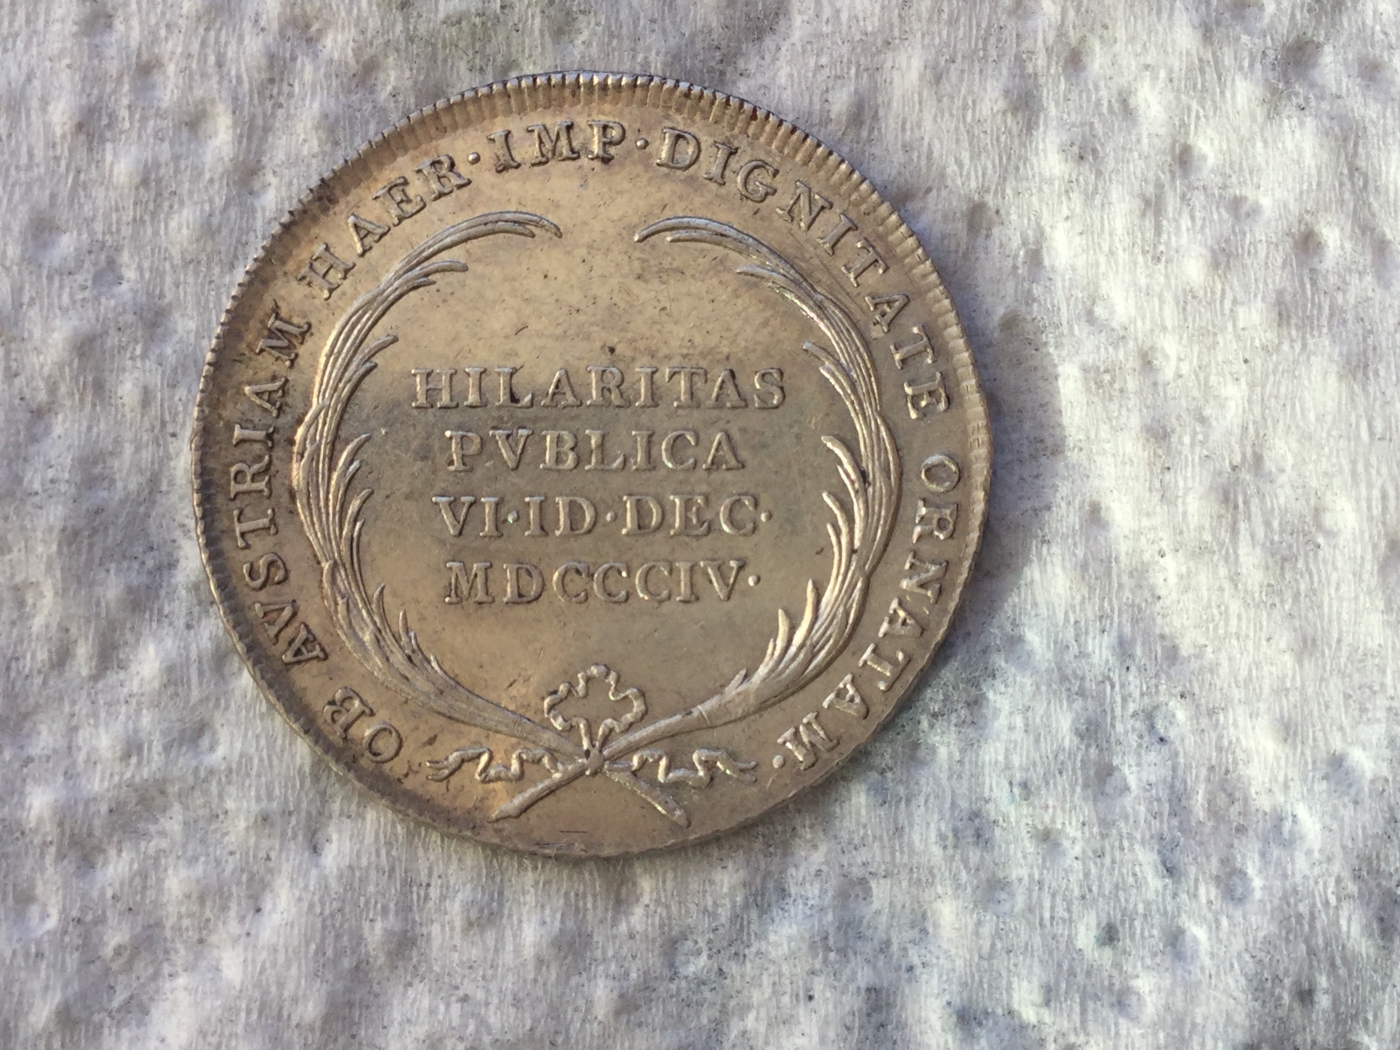 OB AVSTRIAM HAER·IMP·DIGNITATE ORNATAM·
HILARITAS
PVBLICA
VI·ID·DEC·
MDCCCIV·